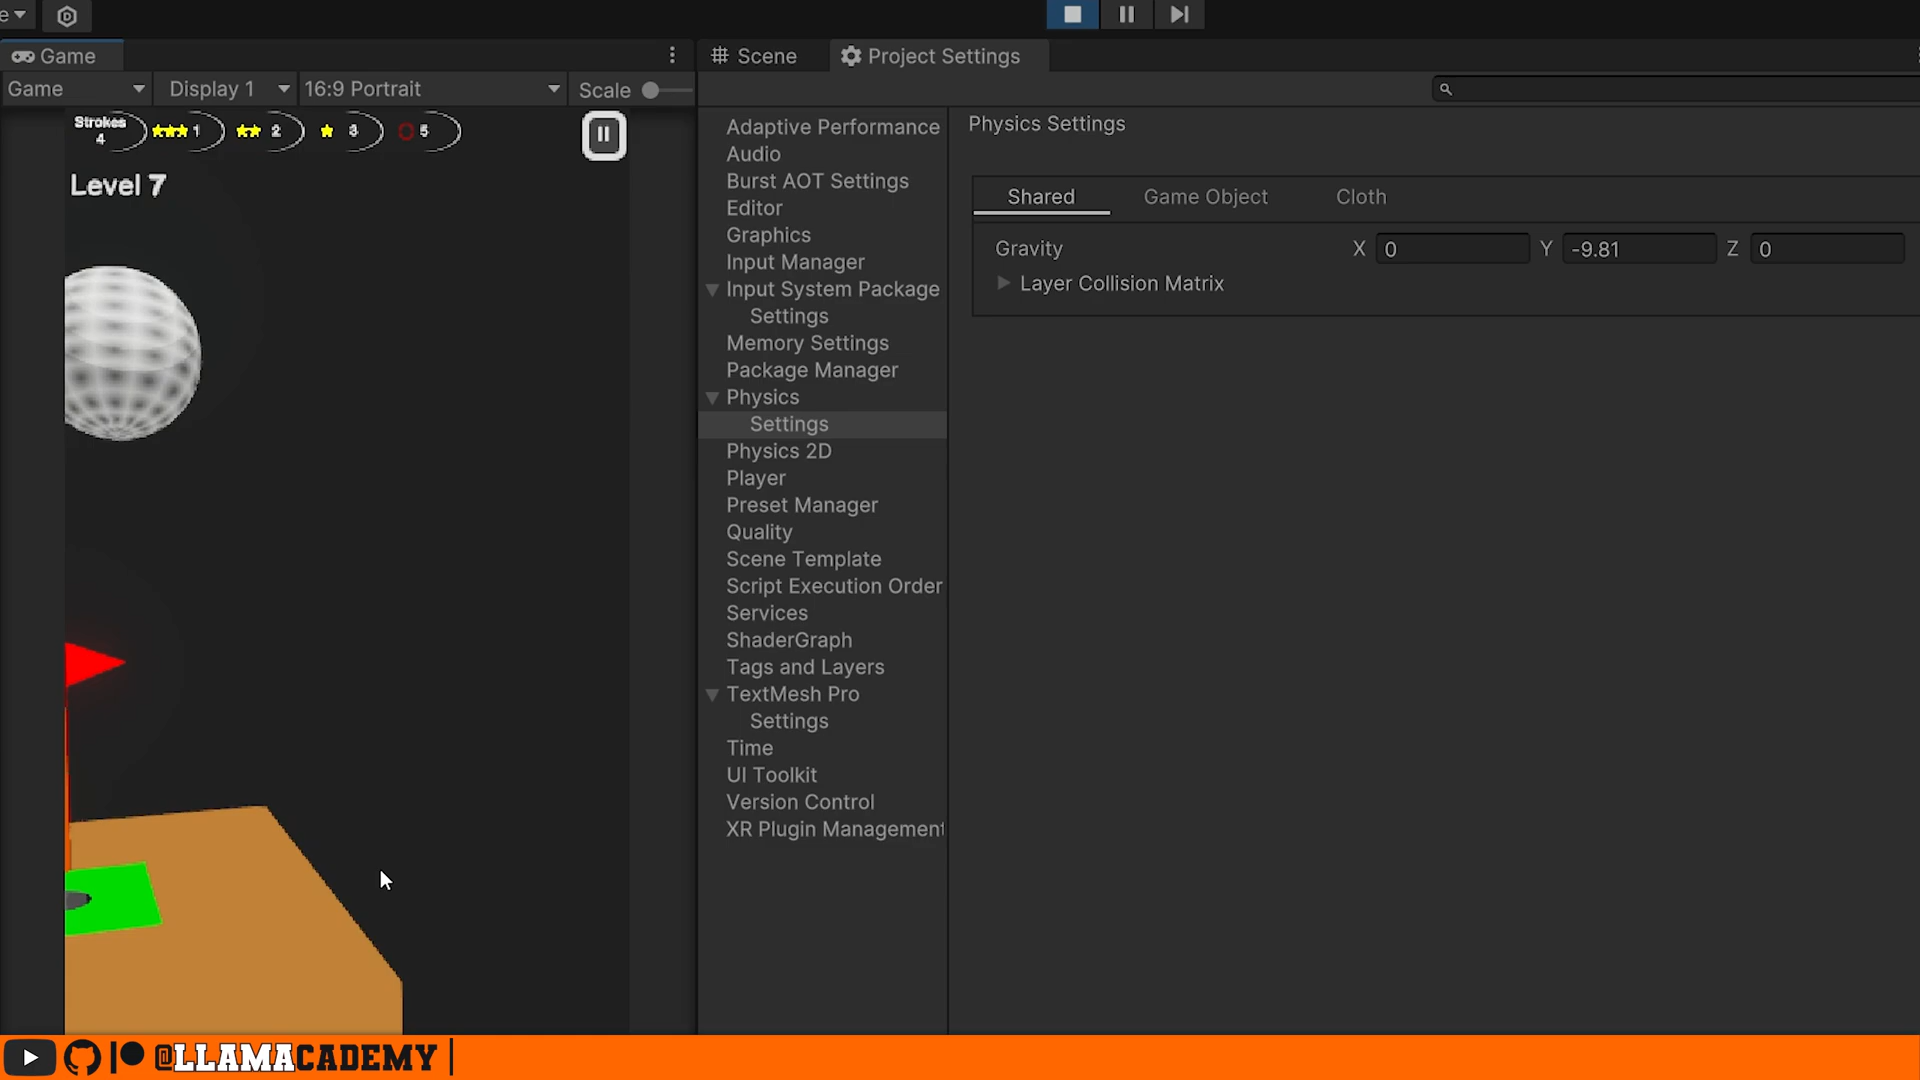 e
Game
Scene
Project Settings
Game
Display 1
16:9 Portrait
Scale
Strokes
4
1
2
3
5
Level 7
Adaptive Performance
Audio
Burst AOT Settings
Editor
Graphics
Input Manager
Input System Package
Settings
Memory Settings
Package Manager
Physics
Settings
Physics 2D
Player
Preset Manager
Quality
Scene Template
Script Execution Order
Services
ShaderGraph
Tags and Layers
TextMesh Pro
Settings
Time
UI Toolkit
Version Control
XR Plugin Management
Physics Settings
Shared
Game Object
Cloth
Gravity
X 0
Y -9.81
Z 0
Layer Collision Matrix
@LLAMACADEMY